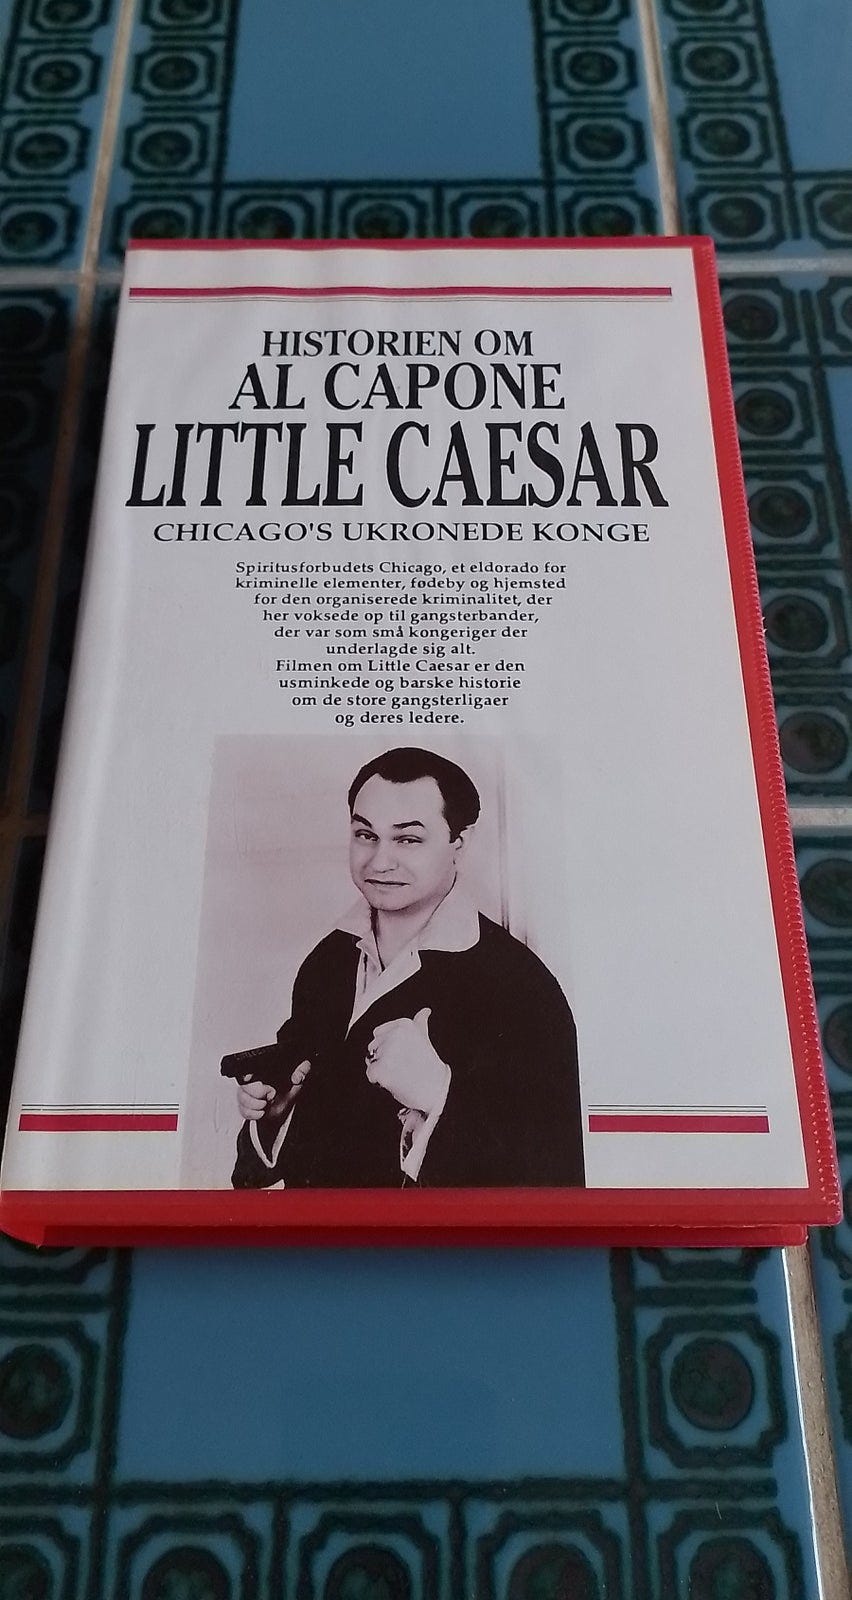 HISTORIEN OM
AL CAPONE
LITTLE CAESAR
CHICAGO'S UKRONEDE KONGE
Spiritusforbudets Chicago, et eldorado for
kriminelle elementer, fødeby og hjemsted
for den organiserede kriminalitet, der
her voksede op til gangsterbander,
der var som små kongeriger der
underlagde sig alt.
Filmen om Little Caesar er den
usminkede og barske historie
om de store gangsterligaer
og deres ledere.